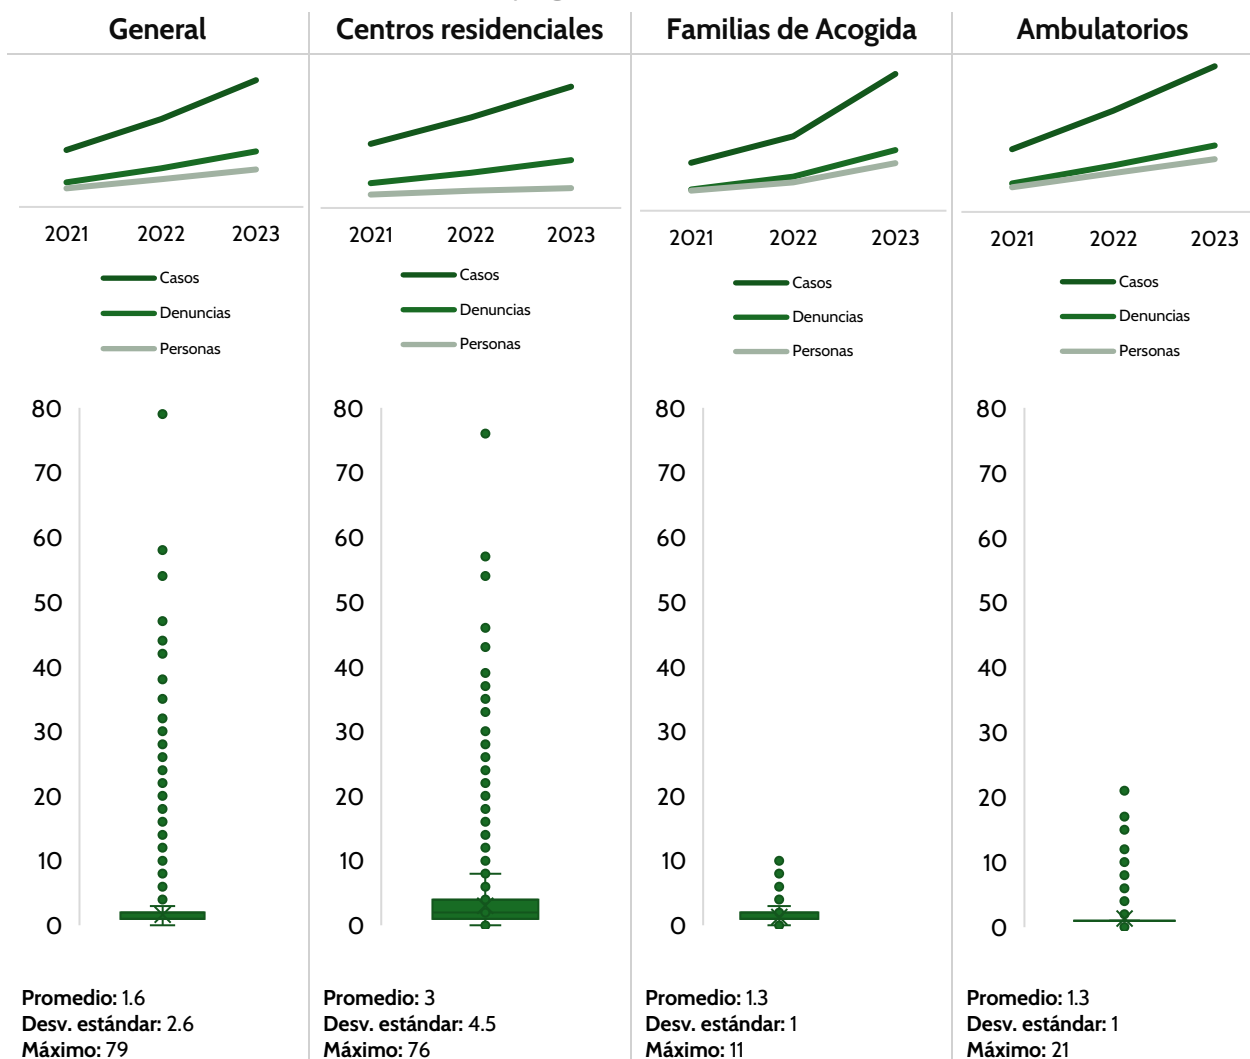 General
2021 2022 2023
Casos
Denuncias
Personas
80
70
60
50
40
30
20
10
0
Promedio: 1.6
Desv. estándar: 2.6
Máximo: 79
Centros residenciales
2021 2022 2023
Casos
Denuncias
Personas
80
70
60
50
40
30
20
10
0
Promedio: 3
Desv. estándar: 4.5
Máximo: 76
Familias de Acogida
2021 2022 2023
Casos
Denuncias
Personas
80
70
60
50
40
30
20
10
0
Promedio: 1.3
Desv. estándar: 1
Máximo: 11
Ambulatorios
2021 2022 2023
Casos
Denuncias
Personas
80
70
60
50
40
30
20
10
0
Promedio: 1.3
Desv. estándar: 1
Máximo: 21